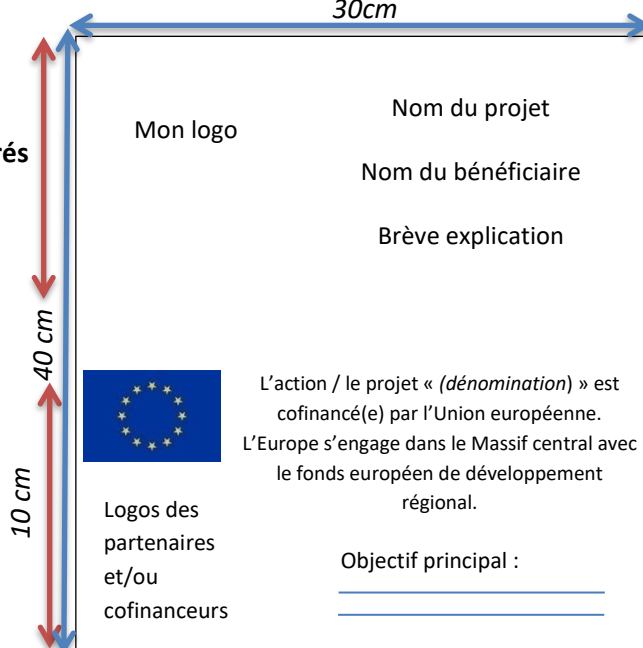 30cm
rés
Mon logo
Nom du projet
Nom du bénéficiaire
Brève explication
40 cm
10 cm
L’action / le projet « (dénomination) » est
cofinancé(e) par l’Union européenne.
L’Europe s’engage dans le Massif central avec
le fonds européen de développement
régional.
Logos des
partenaires
et/ou
cofinanceurs
Objectif principal :